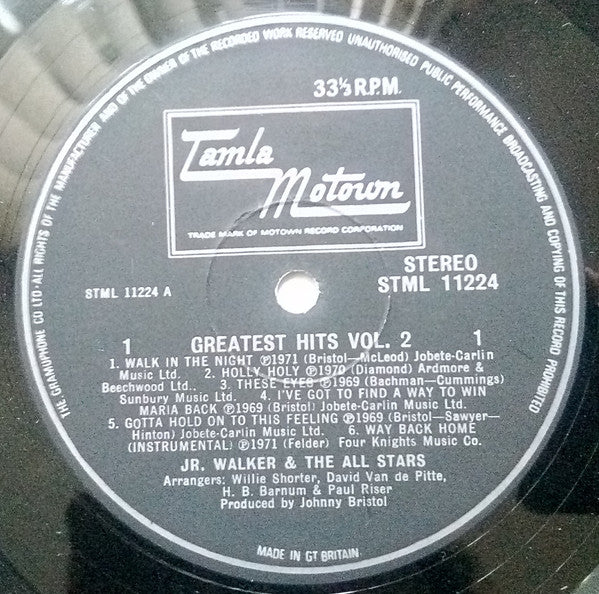 THE GRAMOPHONE CO LTD·ALL RIGHTS OF THE MANUFACTURER AND OF THE OWNER OF THE RECORDED WORK RESERVED UNAUTHORISED PUBLIC PERFORMANCE BROADCASTING AND COPYING OF THIS RECORD PROHIBITED
33⅓ R.P.M.
Tamla
Motown
TRADE MARK OF MOTOWN RECORD CORPORATION
STEREO
STML 11224 A
STML 11224
1 GREATEST HITS VOL. 2 1
1. WALK IN THE NIGHT ℗1971 (Bristol—McLeod) Jobete-Carlin
Music Ltd. 2. HOLLY HOLY ℗1970 (Diamond) Ardmore &
Beechwood Ltd.. 3. THESE EYES ℗1969 (Bachman—Cummings)
Sunbury Music Ltd. 4. I'VE GOT TO FIND A WAY TO WIN
MARIA BACK ℗1969 (Bristol) Jobete-Carlin Music Ltd.
5. GOTTA HOLD ON TO THIS FEELING ℗1969 (Bristol—Sawyer—
Hinton) Jobete-Carlin Music Ltd. 6. WAY BACK HOME
(INSTRUMENTAL) ℗1971 (Felder) Four Knights Music Co.
JR. WALKER & THE ALL STARS
Arrangers: Willie Shorter, David Van de Pitte,
H. B. Barnum & Paul Riser
Produced by Johnny Bristol
MADE IN GT BRITAIN.